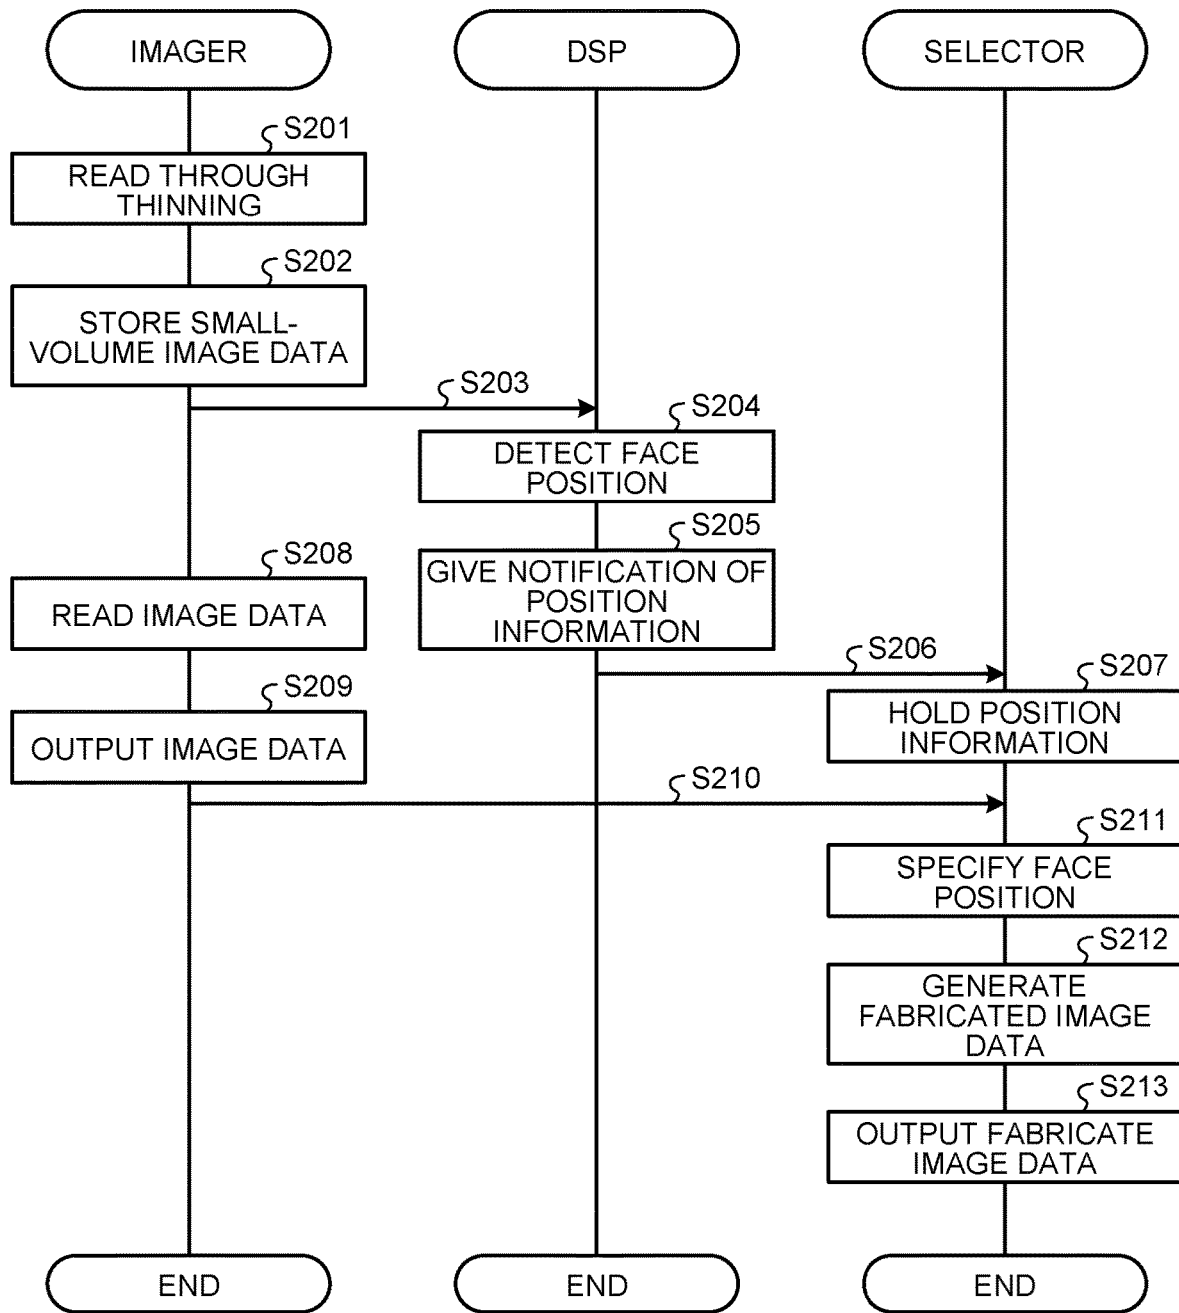 IMAGER
DSP
SELECTOR
S201
READ THROUGH
THINNING
S202
STORE SMALL-
VOLUME IMAGE DATA
S203
S204
DETECT FACE
POSITION
S205
GIVE NOTIFICATION OF
POSITION
INFORMATION
S208
READ IMAGE DATA
S206
S207
HOLD POSITION
INFORMATION
S209
OUTPUT IMAGE DATA
S210
S211
SPECIFY FACE
POSITION
S212
GENERATE
FABRICATED IMAGE
DATA
S213
OUTPUT FABRICATE
IMAGE DATA
END
END
END